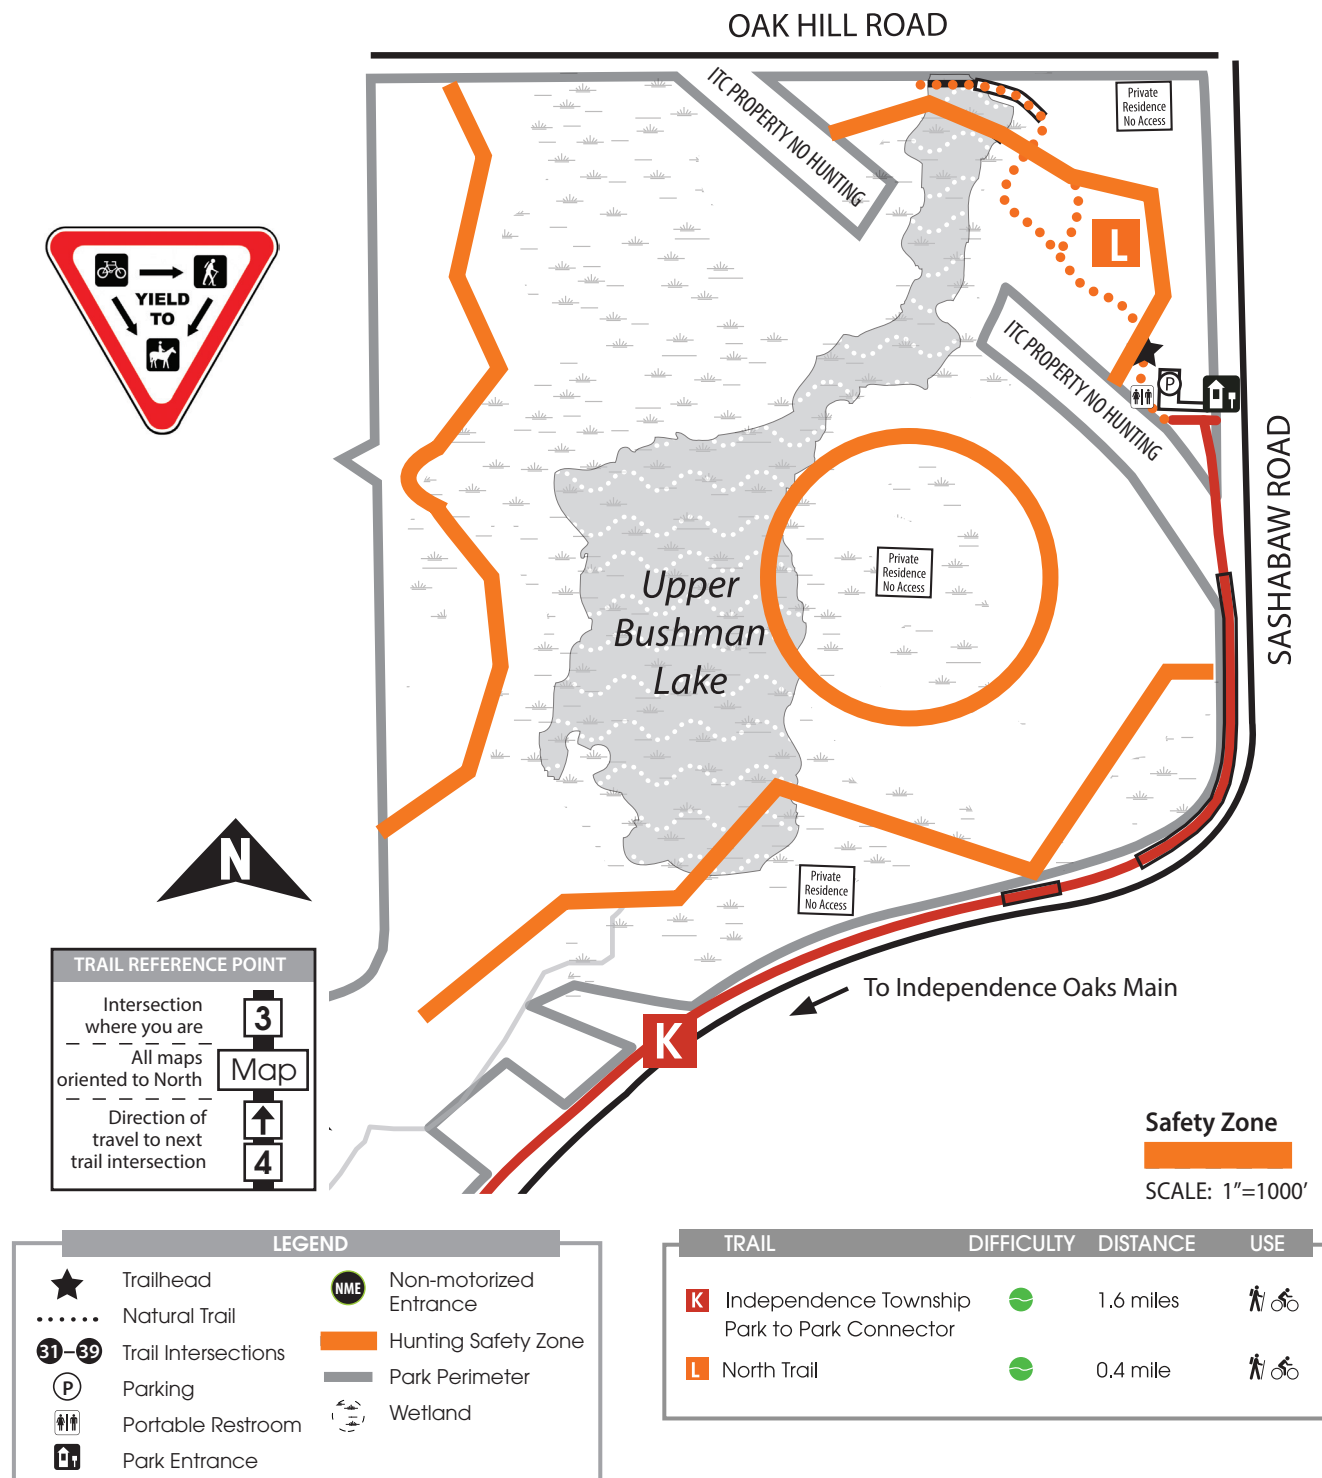 OAK HILL ROAD
ITC PROPERTY NO HUNTING
Private
Residence
No Access
L
YIELD
TO
ITC PROPERTY NO HUNTING
P
SASHABAW ROAD
Private
Residence
No Access
Upper
Bushman
Lake
N
Private
Residence
No Access
To Independence Oaks Main
K
TRAIL REFERENCE POINT
Intersection
where you are
3
All maps
oriented to North
Map
Direction of
travel to next
trail intersection
4
Safety Zone
SCALE: 1"=1000'
LEGEND
Trailhead
Natural Trail
31–39 Trail Intersections
P Parking
Portable Restroom
Park Entrance
NME Non-motorized
Entrance
Hunting Safety Zone
Park Perimeter
Wetland
TRAIL DIFFICULTY DISTANCE USE
K Independence Township 1.6 miles
Park to Park Connector
L North Trail 0.4 mile